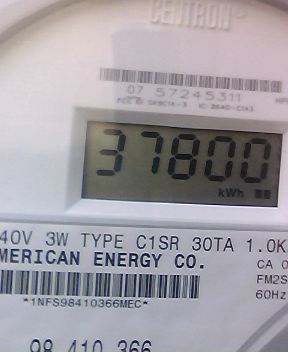 CENTRON
07 57245311
37800
kWh
40V 3W TYPE C1SR 30TA 1.0K
MERICAN ENERGY CO. CA 0
FM2S
60Hz
*1NFS98410366MEC*
98 410 366